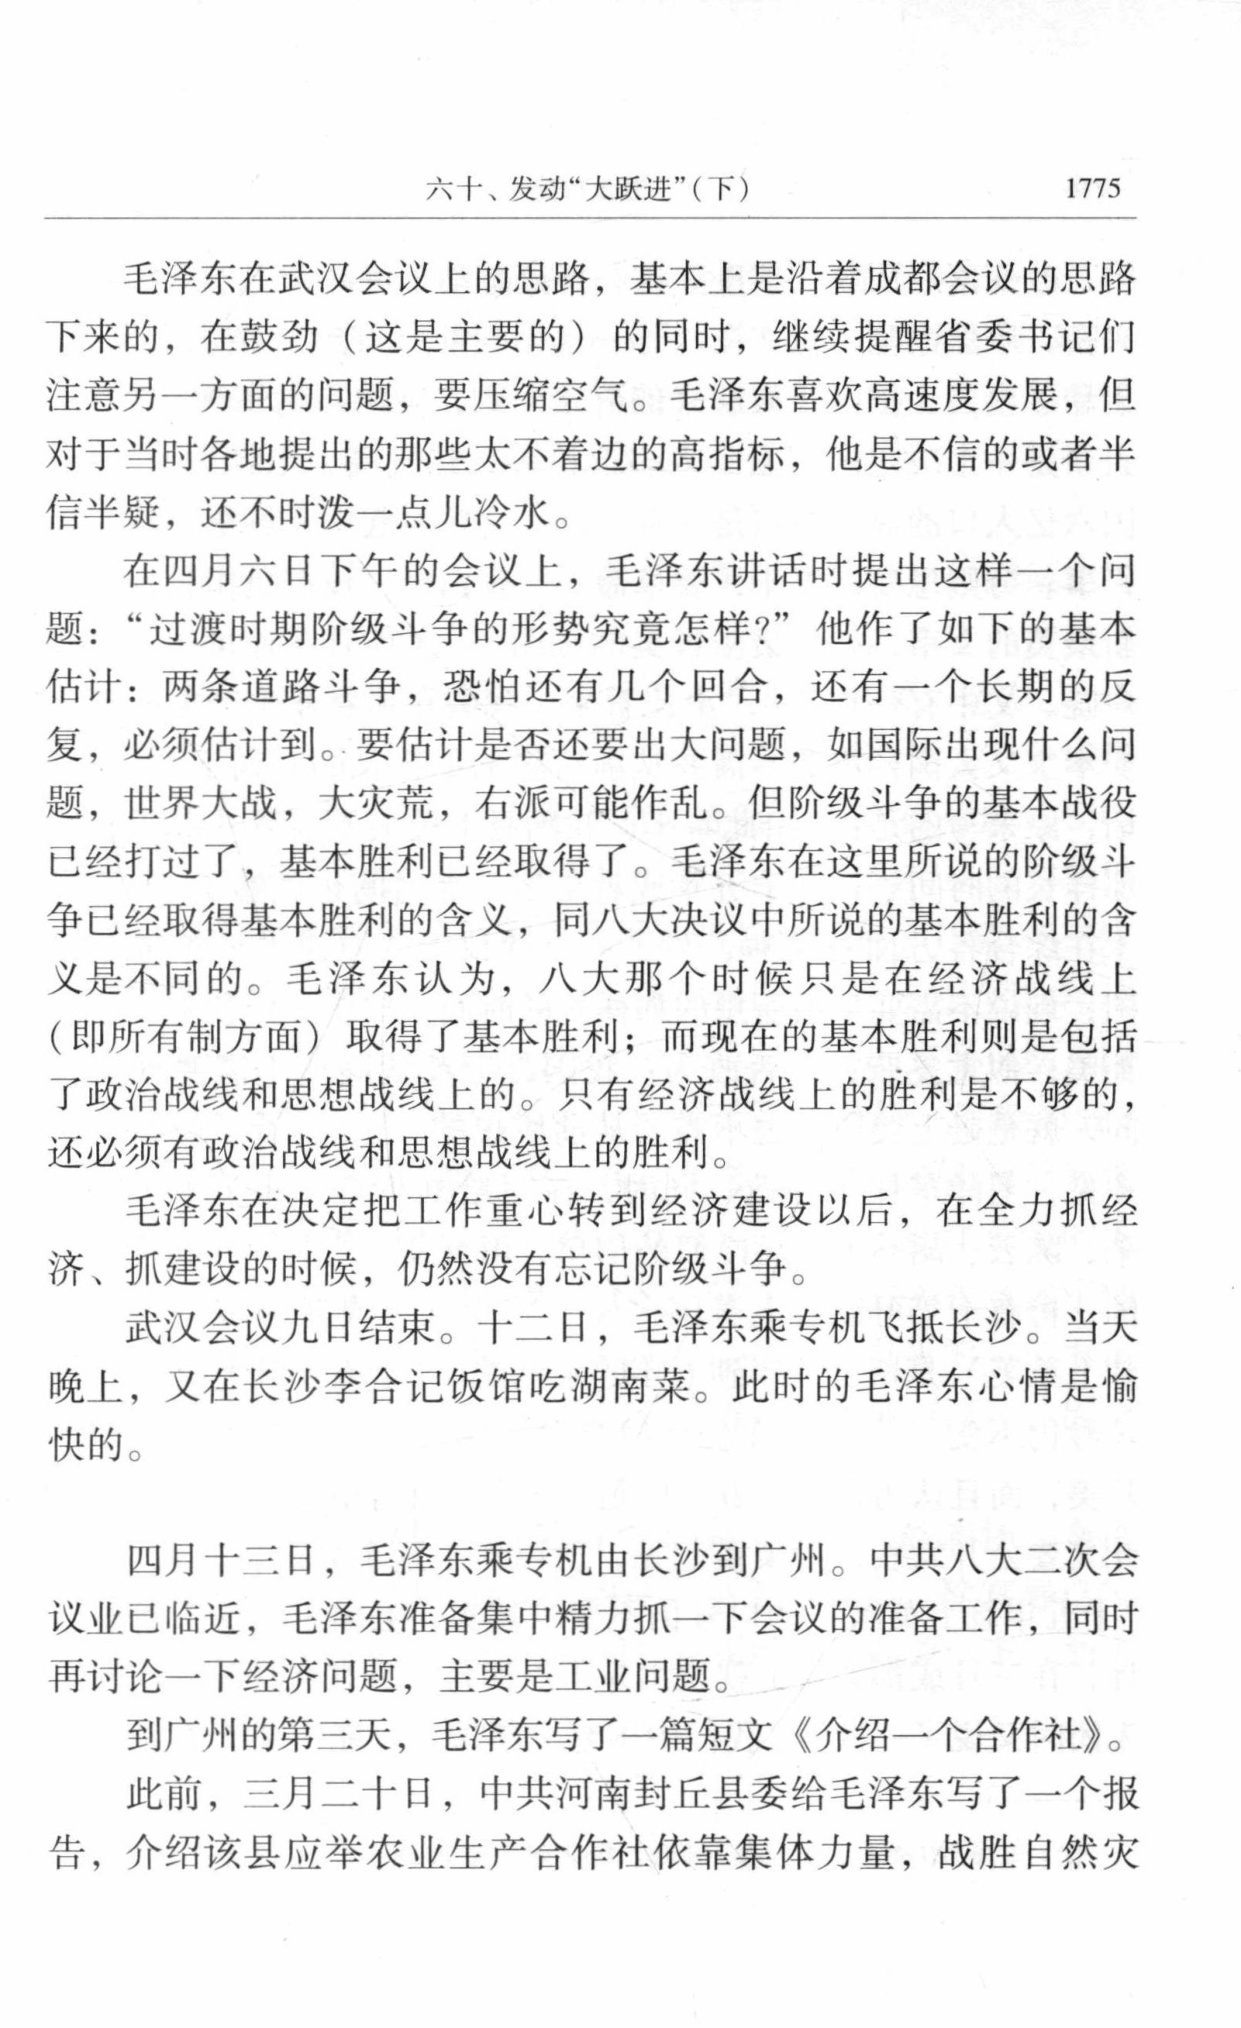 六十、发动“大跃进”（下）
1775
毛泽东在武汉会议上的思路，基本上是沿着成都会议的思路
下来的，在鼓劲（这是主要的）的同时，继续提醒省委书记们
注意另一方面的问题，要压缩空气。毛泽东喜欢高速度发展，但
对于当时各地提出的那些太不着边的高指标，他是不信的或者半
信半疑，还不时泼一点儿冷水。
在四月六日下午的会议上，毛泽东讲话时提出这样一个问
题：“过渡时期阶级斗争的形势究竟怎样？”他作了如下的基本
估计：两条道路斗争，恐怕还有几个回合，还有一个长期的反
复，必须估计到。要估计是否还要出大问题，如国际出现什么问
题，世界大战，大灾荒，右派可能作乱。但阶级斗争的基本战役
已经打过了，基本胜利已经取得了。毛泽东在这里所说的阶级斗
争已经取得基本胜利的含义，同八大决议中所说的基本胜利的含
义是不同的。毛泽东认为，八大那个时候只是在经济战线上
（即所有制方面）取得了基本胜利；而现在的基本胜利则是包括
了政治战线和思想战线上的。只有经济战线上的胜利是不够的，
还必须有政治战线和思想战线上的胜利。
毛泽东在决定把工作重心转到经济建设以后，在全力抓经
济、抓建设的时候，仍然没有忘记阶级斗争。
武汉会议九日结束。十二日，毛泽东乘专机飞抵长沙。当天
晚上，又在长沙李合记饭馆吃湖南菜。此时的毛泽东心情是愉
快的。
四月十三日，毛泽东乘专机由长沙到广州。中共八大二次会
议业已临近，毛泽东准备集中精力抓一下会议的准备工作，同时
再讨论一下经济问题，主要是工业问题。
到广州的第三天，毛泽东写了一篇短文《介绍一个合作社》。
此前，三月二十日，中共河南封丘县委给毛泽东写了一个报
告，介绍该县应举农业生产合作社依靠集体力量，战胜自然灾